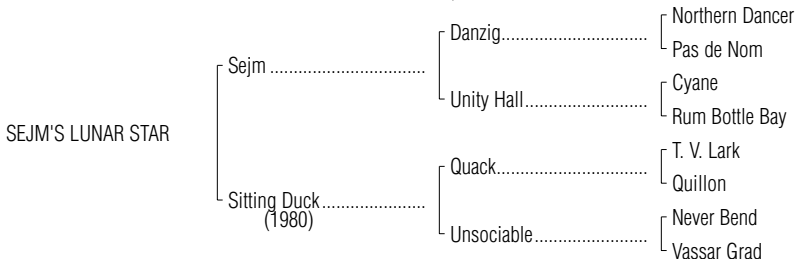 Northern Dancer
Danzig..................................
Pas de Nom
Sejm ................................
Cyane
Unity Hall............................
Rum Bottle Bay
SEJM'S LUNAR STAR
T. V. Lark
Quack..................................
Quillon
Sitting Duck.....................
(1980)
Never Bend
Unsociable..........................
Vassar Grad